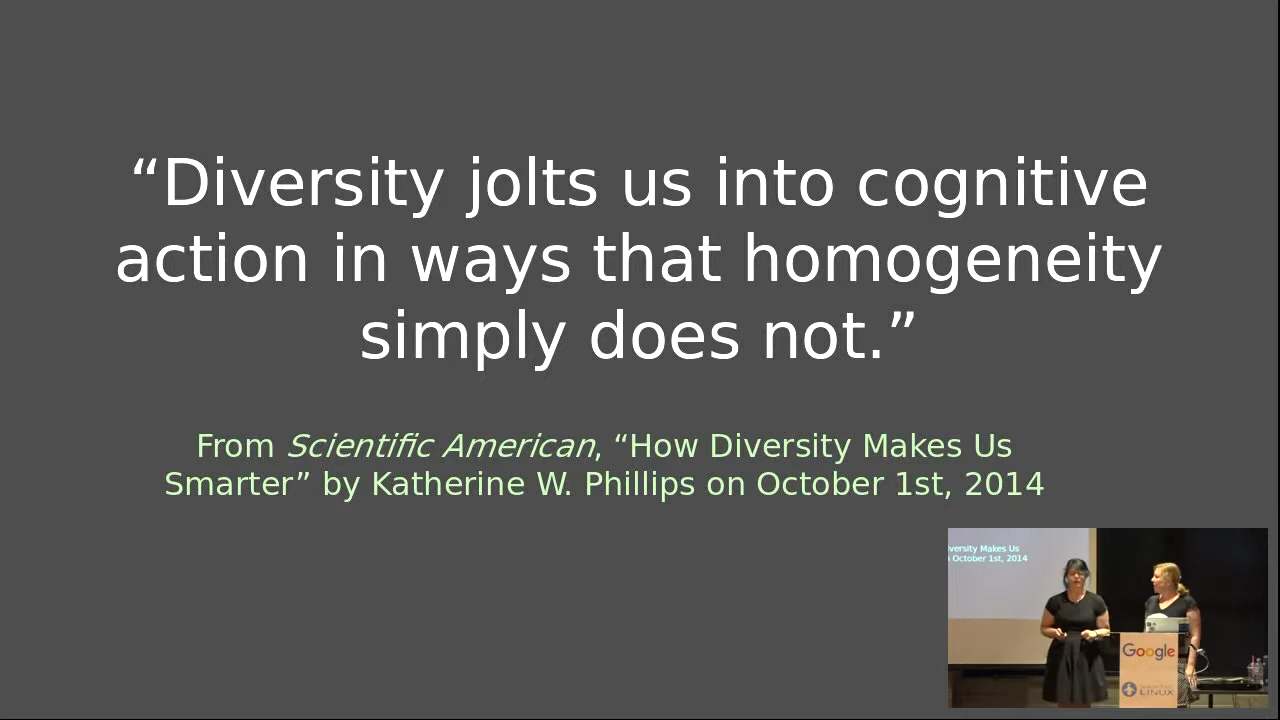 “Diversity jolts us into cognitive
action in ways that homogeneity
simply does not.”
From Scientific American, “How Diversity Makes Us
Smarter” by Katherine W. Phillips on October 1st, 2014
versity Makes Us
October 1st, 2014
Google
LINUX